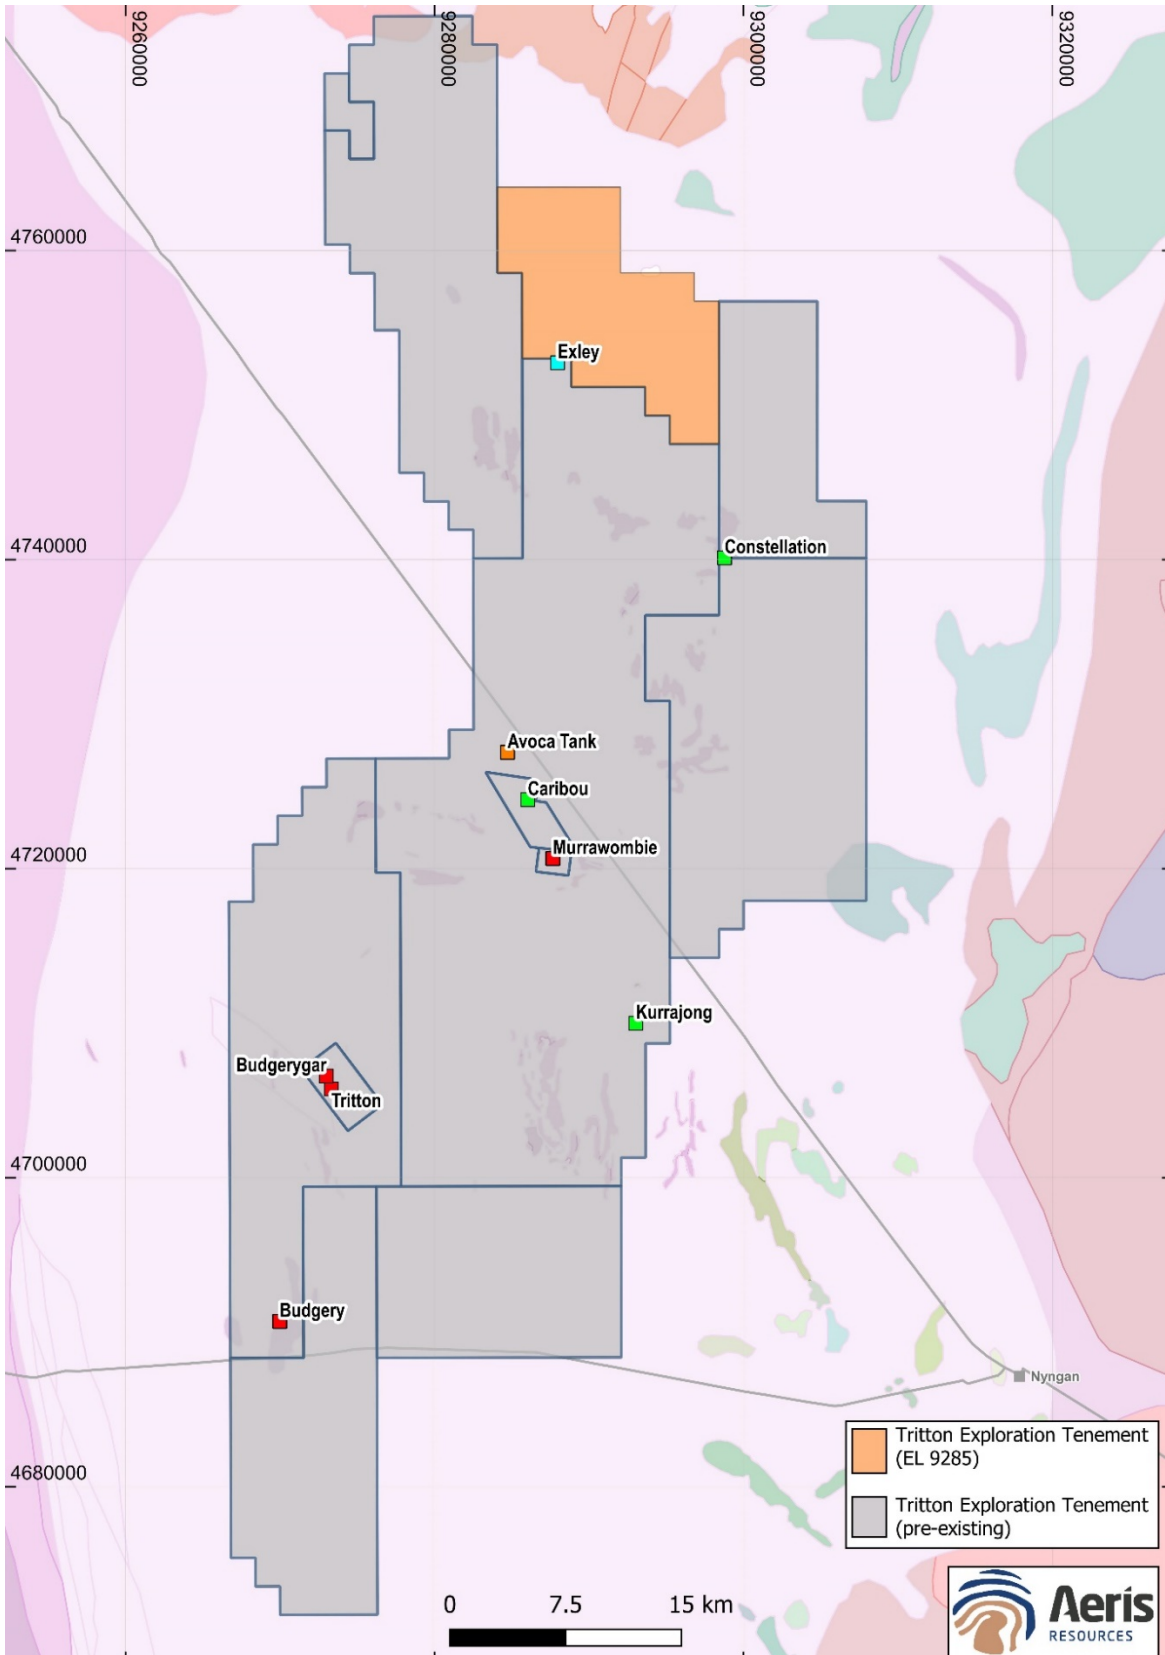 9260000
9280000
9300000
9320000
4760000
Exley
4740000
Constellation
Avoca Tank
Caribou
4720000
Murrawombie
Kurrajong
Budgerygar
Tritton
4700000
Budgery
Nyngan
Tritton Exploration Tenement
(EL 9285)
4680000
Tritton Exploration Tenement
(pre-existing)
0 7.5 15 km
Aeris
RESOURCES